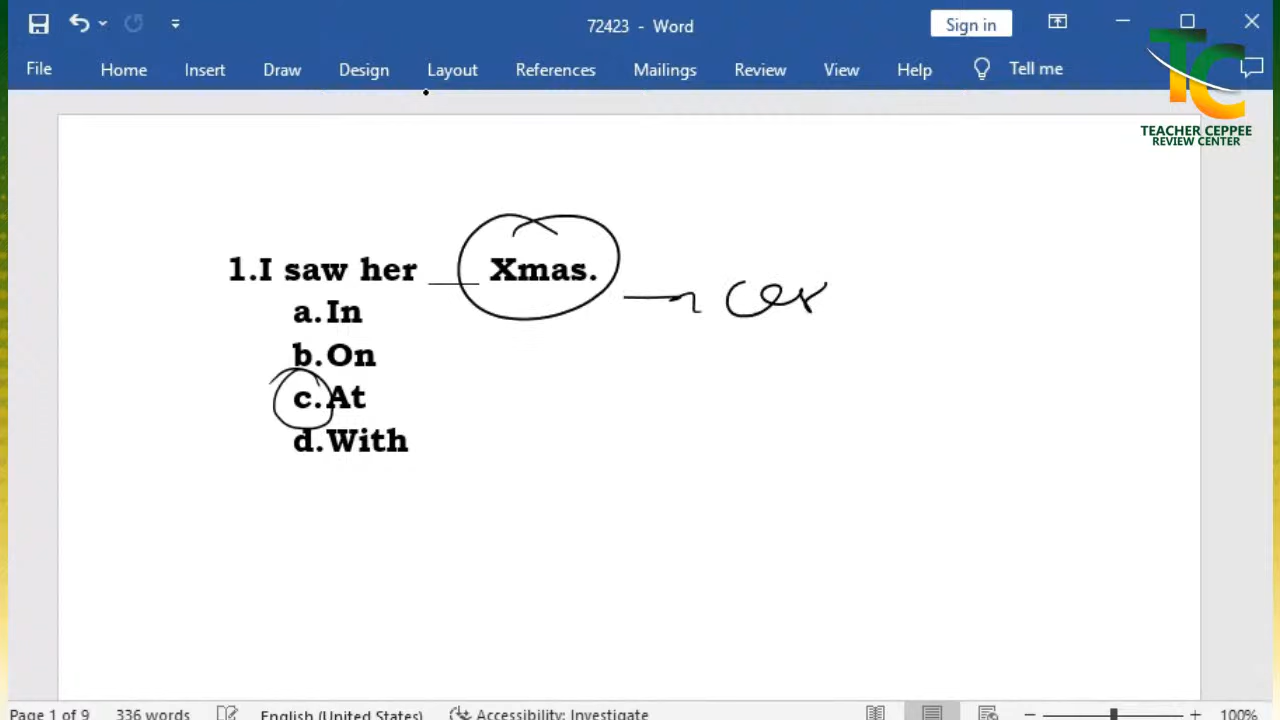 72423 - Word
Sign in
File Home Insert Draw Design Layout References Mailings Review View Help Tell me
TC
TEACHER CEPPEE
REVIEW CENTER
1.I saw her ___ Xmas.
a.In
b.On
c.At
d.With
Page 1 of 9 336 words English (United States) Accessibility: Investigate 100%